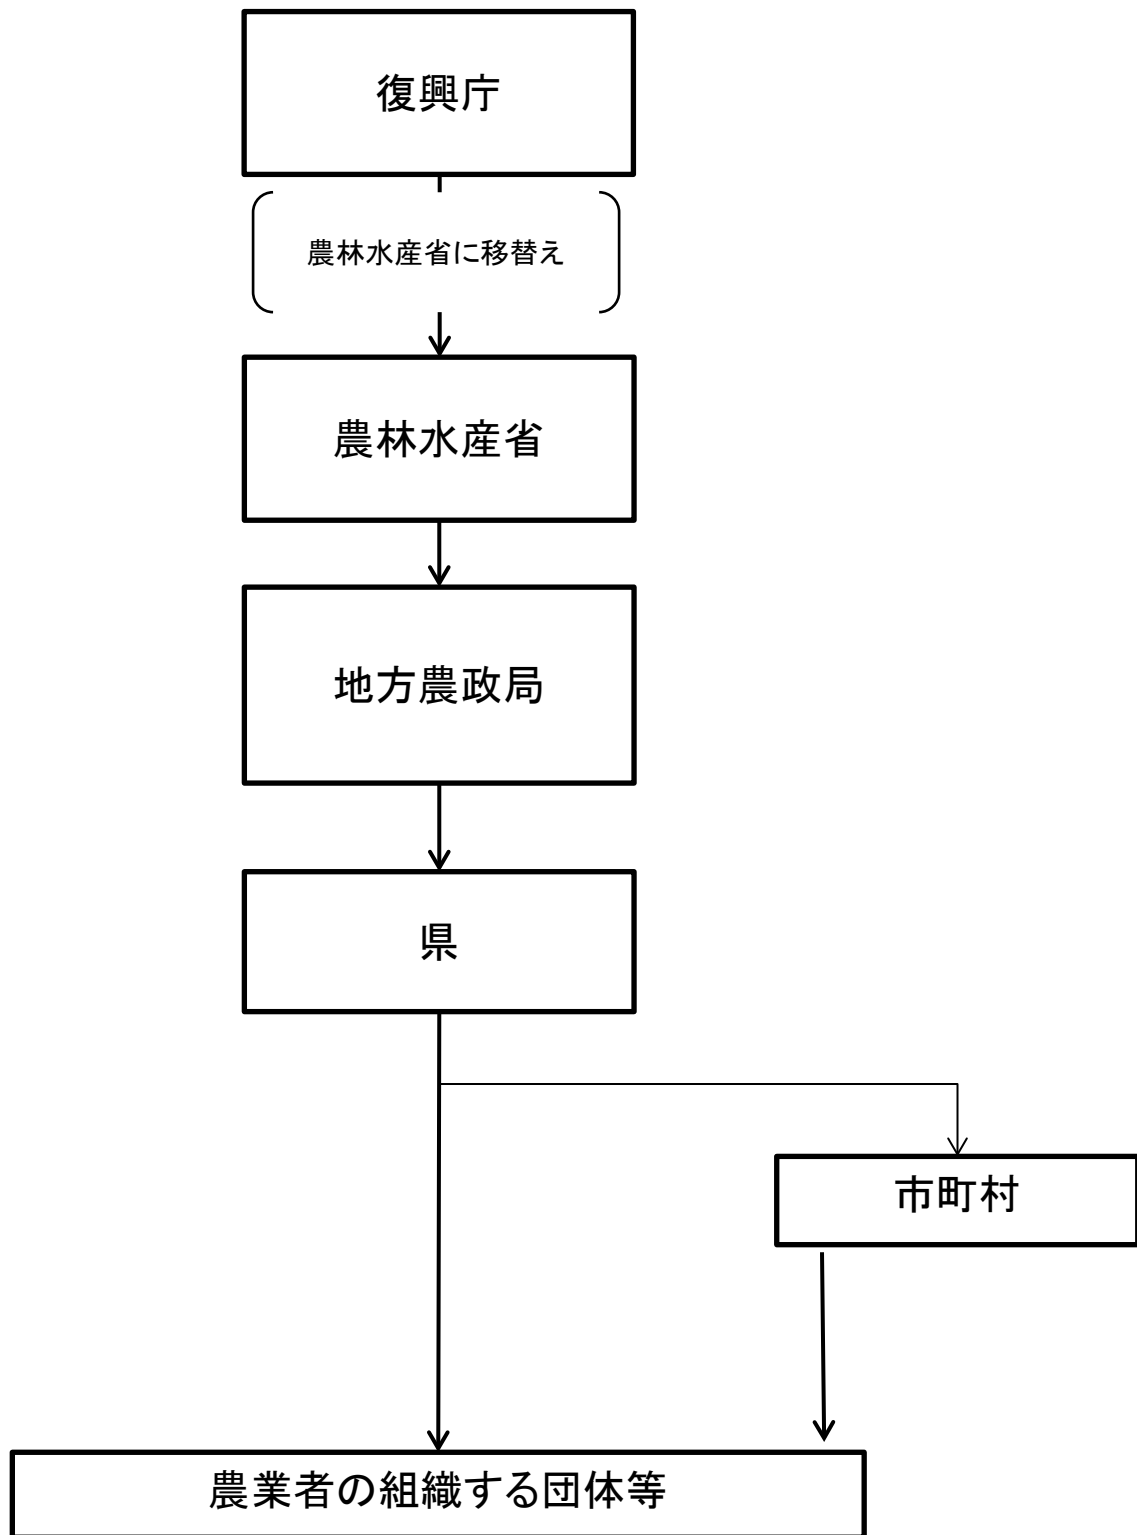 復興庁
農林水産省に移替え
農林水産省
地方農政局
県
市町村
農業者の組織する団体等